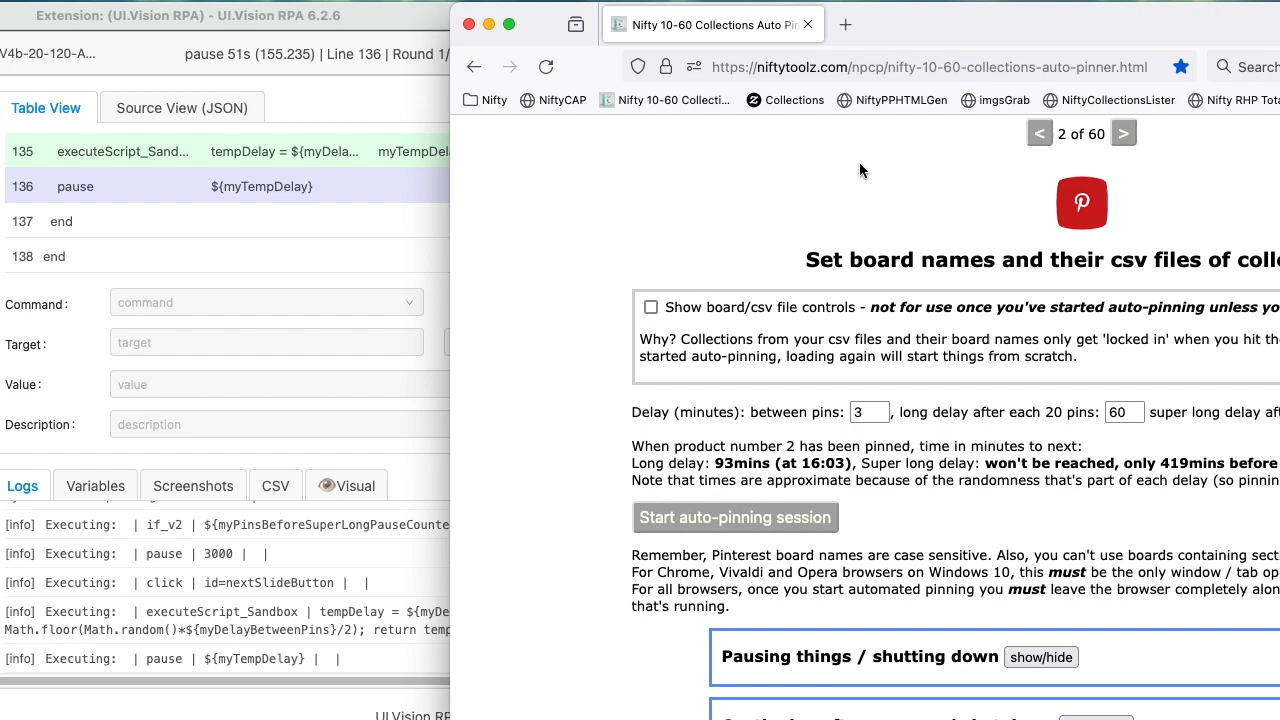 Extension: (UI.Vision RPA) - UI.Vision RPA 6.2.6
V4b-20-120-A... pause 51s (155.235) | Line 136 | Round 1/
Table View Source View (JSON)
135 executeScript_Sand... tempDelay = ${myDela... myTempDel
136 pause ${myTempDelay}
137 end
138 end
Command: command
Target: target
Value: value
Description: description
Logs Variables Screenshots CSV Visual
[info] Executing: | if_v2 | ${myPinsBeforeSuperLongPauseCounte
[info] Executing: | pause | 3000 | |
[info] Executing: | click | id=nextSlideButton | |
[info] Executing: | executeScript_Sandbox | tempDelay = ${myDe
Math.floor(Math.random()*${myDelayBetweenPins}/2); return temp
[info] Executing: | pause | ${myTempDelay} | |
UI.Vision RP
Nifty 10-60 Collections Auto Pin
https://niftytoolz.com/npcp/nifty-10-60-collections-auto-pinner.html
Search
Nifty NiftyCAP Nifty 10-60 Collecti... Collections NiftyPPHTMLGen imgsGrab NiftyCollectionsLister Nifty RHP Tota
< 2 of 60 >
Set board names and their csv files of colle
Show board/csv file controls - not for use once you've started auto-pinning unless yo
Why? Collections from your csv files and their board names only get 'locked in' when you hit th
started auto-pinning, loading again will start things from scratch.
Delay (minutes): between pins: 3 , long delay after each 20 pins: 60 super long delay aft
When product number 2 has been pinned, time in minutes to next:
Long delay: 93mins (at 16:03), Super long delay: won't be reached, only 419mins before
Note that times are approximate because of the randomness that's part of each delay (so pinnin
Start auto-pinning session
Remember, Pinterest board names are case sensitive. Also, you can't use boards containing secti
For Chrome, Vivaldi and Opera browsers on Windows 10, this must be the only window / tab op
For all browsers, once you start automated pinning you must leave the browser completely alon
that's running.
Pausing things / shutting down show/hide